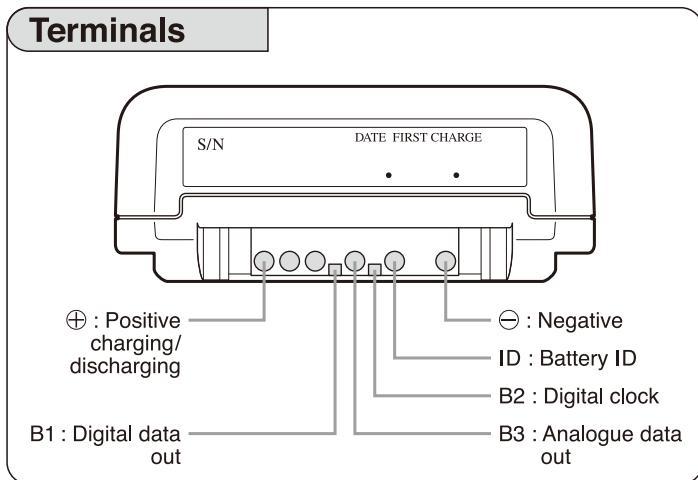 Terminals
S/N
DATE FIRST CHARGE
⊕ : Positive
charging/
discharging
B1 : Digital data
out
⊖ : Negative
ID : Battery ID
B2 : Digital clock
B3 : Analogue data
out